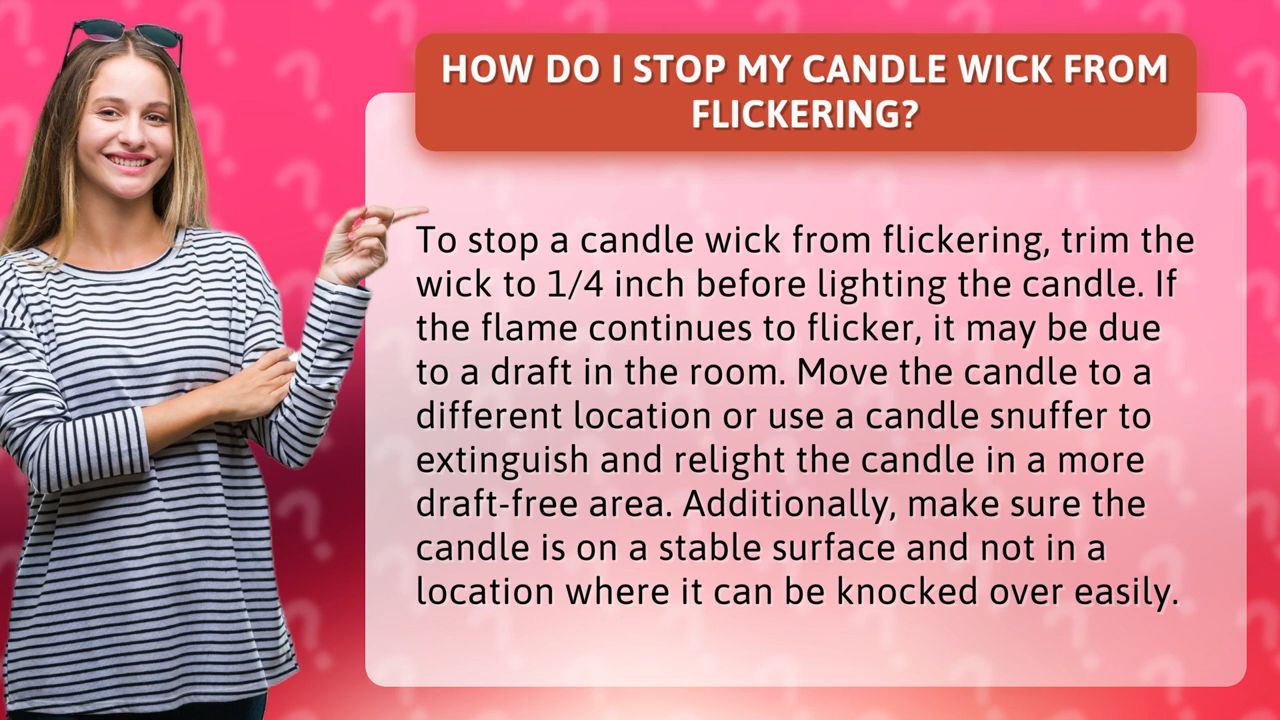 HOW DO I STOP MY CANDLE WICK FROM
FLICKERING?
To stop a candle wick from flickering, trim the
wick to 1/4 inch before lighting the candle. If
the flame continues to flicker, it may be due
to a draft in the room. Move the candle to a
different location or use a candle snuffer to
extinguish and relight the candle in a more
draft-free area. Additionally, make sure the
candle is on a stable surface and not in a
location where it can be knocked over easily.